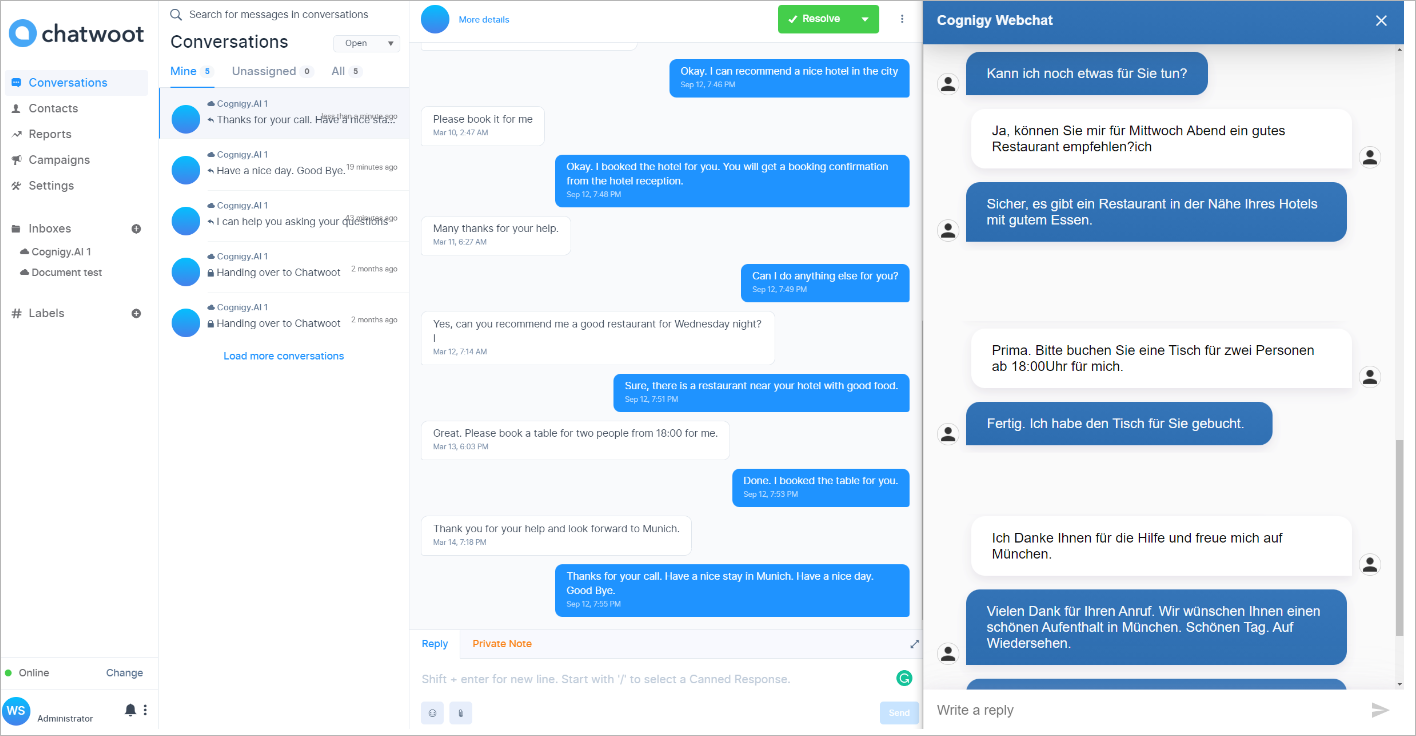 chatwoot
Conversations
Contacts
Reports
Campaigns
Settings
Inboxes
Cognigy.AI 1
Document test
Labels
Online
Change
WS
Administrator
Search for messages in conversations
Conversations
Open
Mine 5
Unassigned 0
All 5
Cognigy.AI 1
less than a minute ago
Thanks for your call. Have a nice sta...
Cognigy.AI 1
19 minutes ago
Have a nice day. Good Bye.
Cognigy.AI 1
43 minutes ago
I can help you asking your questions
Cognigy.AI 1
2 months ago
Handing over to Chatwoot
Cognigy.AI 1
2 months ago
Handing over to Chatwoot
Load more conversations
More details
Resolve
Okay. I can recommend a nice hotel in the city
Sep 12, 7:46 PM
Please book it for me
Mar 10, 2:47 AM
Okay. I booked the hotel for you. You will get a booking confirmation
from the hotel reception.
Sep 12, 7:48 PM
Many thanks for your help.
Mar 11, 6:27 AM
Can I do anything else for you?
Sep 12, 7:49 PM
Yes, can you recommend me a good restaurant for Wednesday night?
I
Mar 12, 7:14 AM
Sure, there is a restaurant near your hotel with good food.
Sep 12, 7:51 PM
Great. Please book a table for two people from 18:00 for me.
Mar 13, 6:03 PM
Done. I booked the table for you.
Sep 12, 7:53 PM
Thank you for your help and look forward to Munich.
Mar 14, 7:18 PM
Thanks for your call. Have a nice stay in Munich. Have a nice day.
Good Bye.
Sep 12, 7:55 PM
Reply
Private Note
Shift + enter for new line. Start with '/' to select a Canned Response.
Send
Cognigy Webchat
Kann ich noch etwas für Sie tun?
Ja, können Sie mir für Mittwoch Abend ein gutes
Restaurant empfehlen?ich
Sicher, es gibt ein Restaurant in der Nähe Ihres Hotels
mit gutem Essen.
Prima. Bitte buchen Sie eine Tisch für zwei Personen
ab 18:00Uhr für mich.
Fertig. Ich habe den Tisch für Sie gebucht.
Ich Danke Ihnen für die Hilfe und freue mich auf
München.
Vielen Dank für Ihren Anruf. Wir wünschen Ihnen einen
schönen Aufenthalt in München. Schönen Tag. Auf
Wiedersehen.
Write a reply